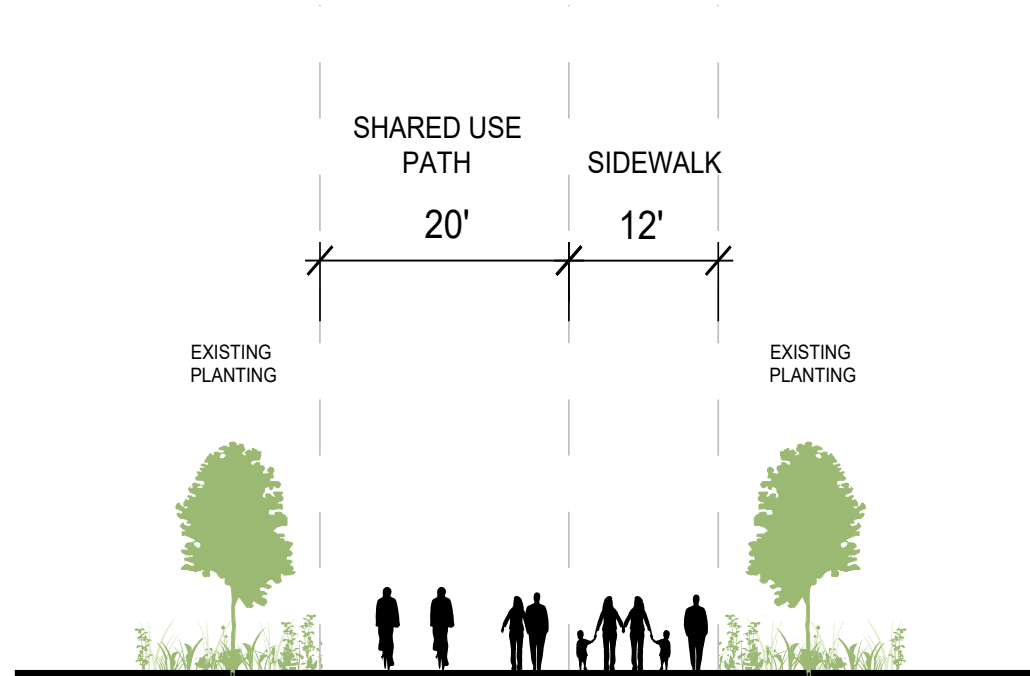 SHARED USE
PATH
20'
SIDEWALK
12'
EXISTING
PLANTING
EXISTING
PLANTING